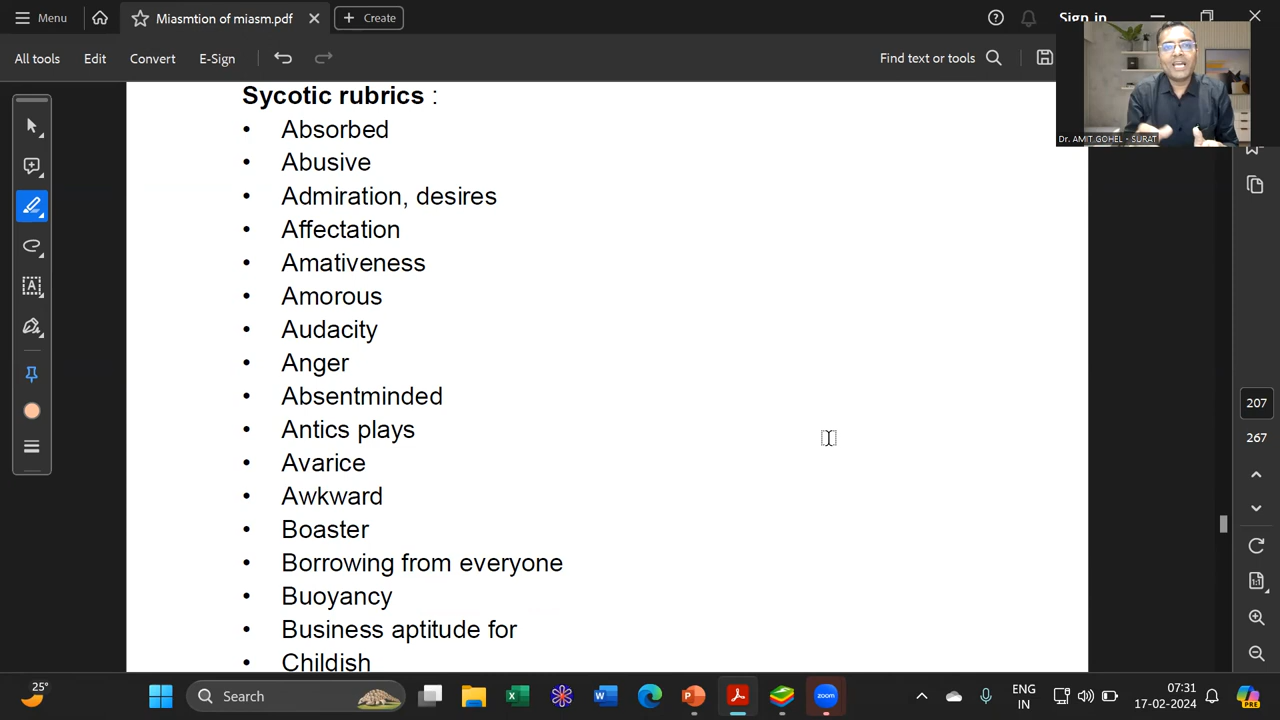 Menu
Miasmtion of miasm.pdf
Create
Sign in
All tools
Edit
Convert
E-Sign
Find text or tools
Dr. AMIT GOHEL - SURAT
Sycotic rubrics :
• Absorbed
• Abusive
• Admiration, desires
• Affectation
• Amativeness
• Amorous
• Audacity
• Anger
• Absentminded
• Antics plays
• Avarice
• Awkward
• Boaster
• Borrowing from everyone
• Buoyancy
• Business aptitude for
• Childish
207
267
25°
Search
zoom
ENG
IN
07:31
17-02-2024
PRE